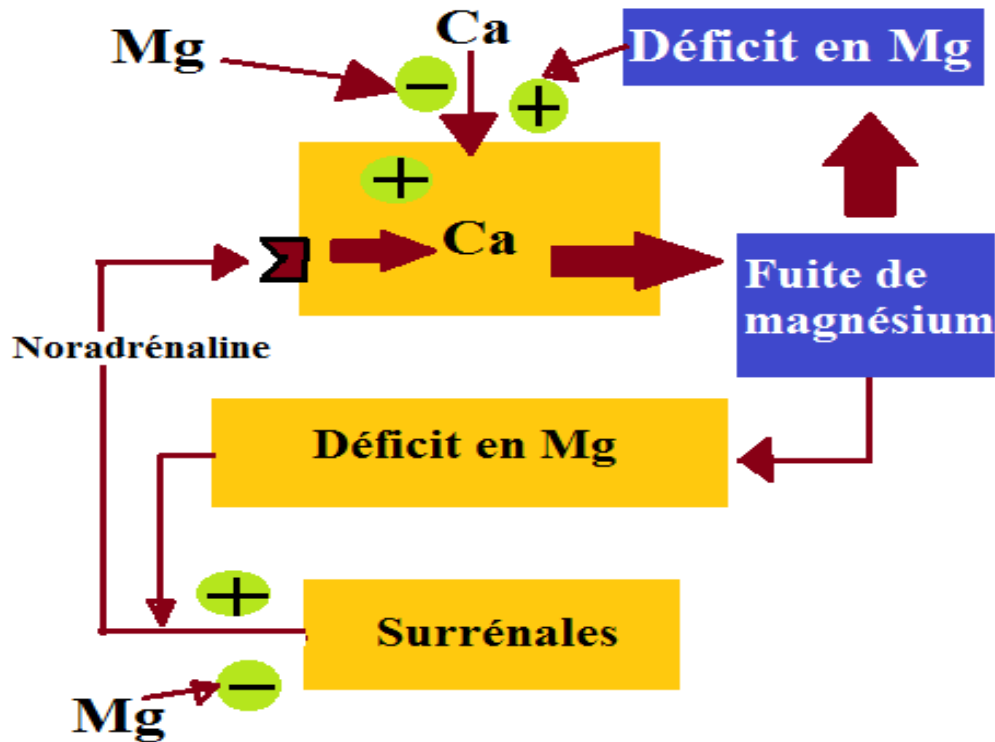 Mg
Ca
Déficit en Mg
−
+
+
Ca
Fuite de
magnésium
Noradrénaline
Déficit en Mg
+
Surrénales
−
Mg